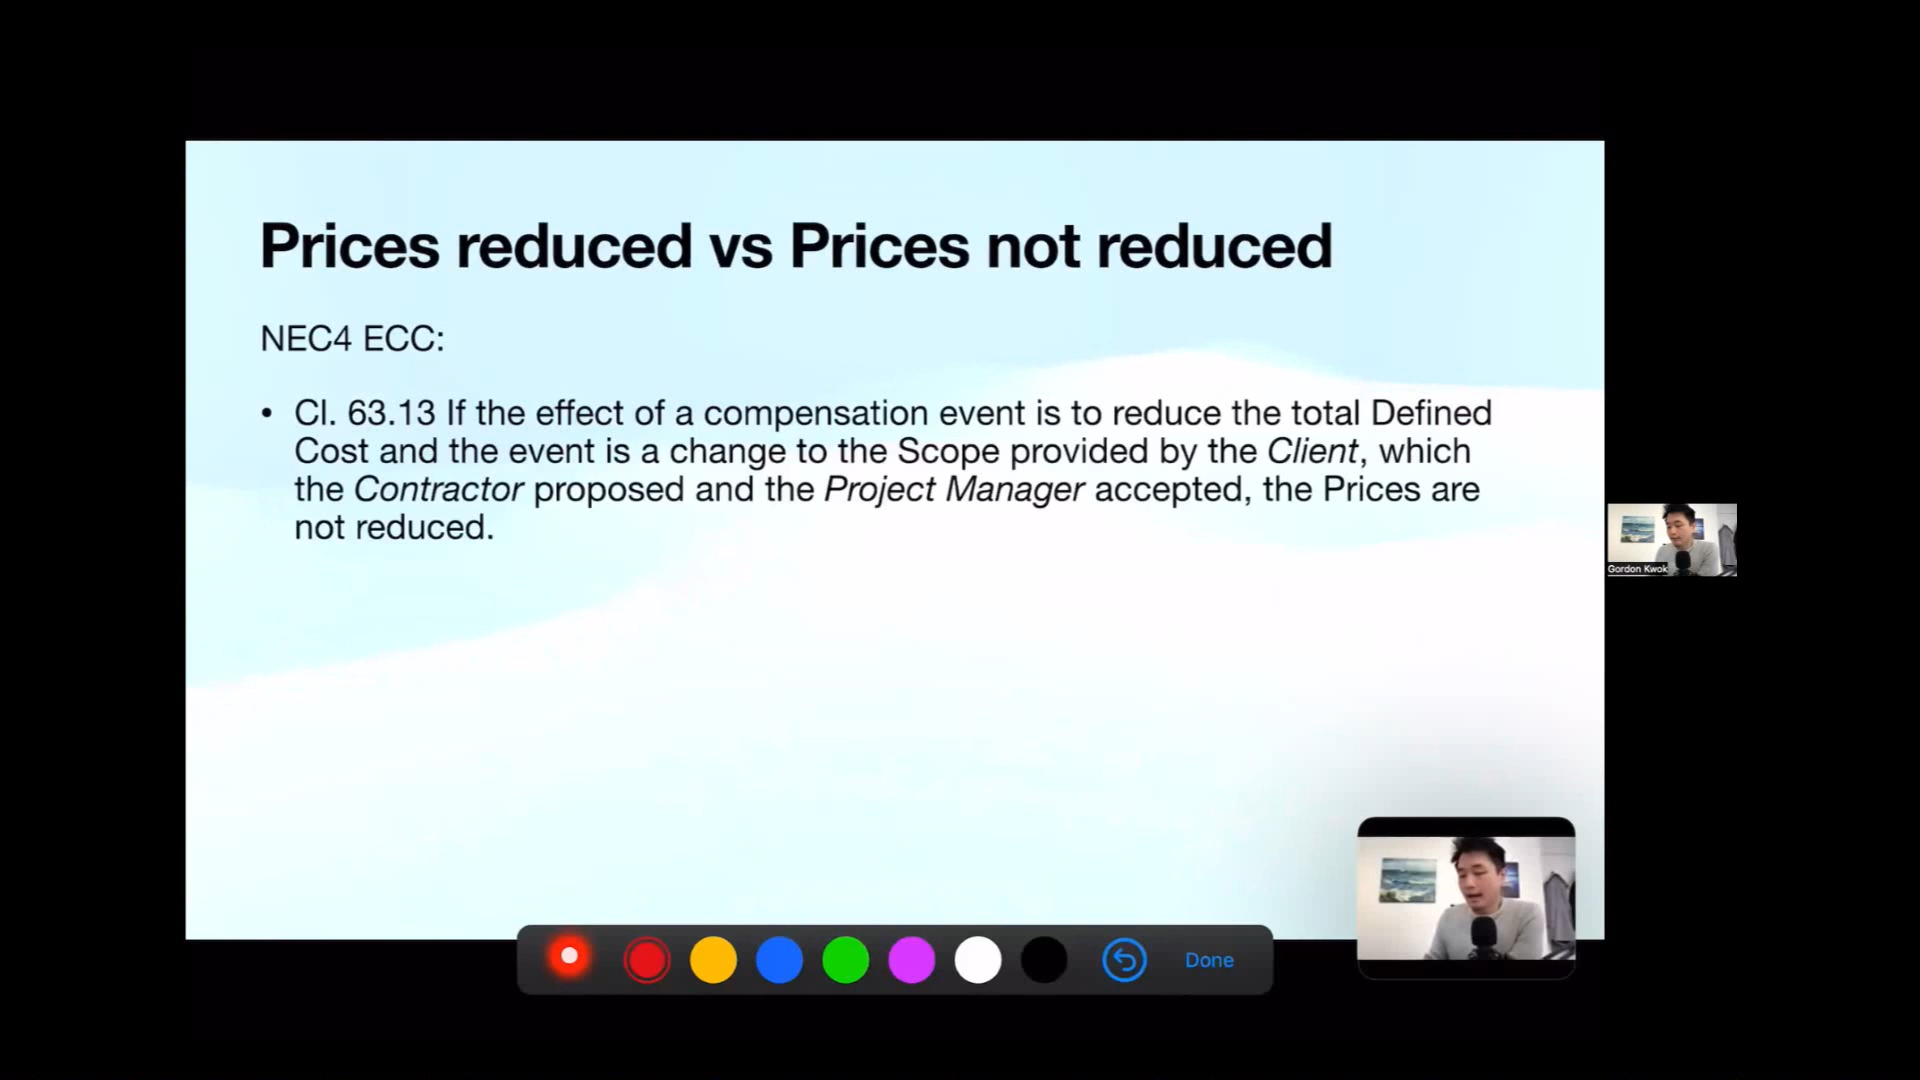 Prices reduced vs Prices not reduced
NEC4 ECC:
• Cl. 63.13 If the effect of a compensation event is to reduce the total Defined
Cost and the event is a change to the Scope provided by the Client, which
the Contractor proposed and the Project Manager accepted, the Prices are
not reduced.
Gordon Kwok
Done